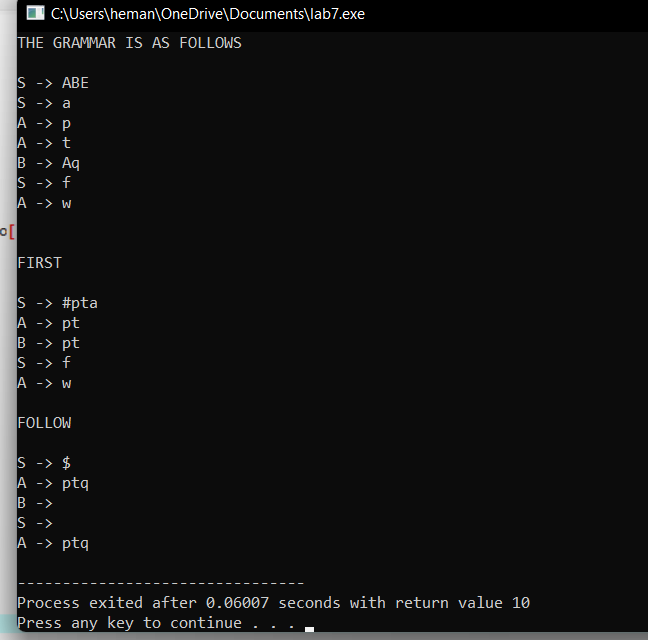 C:\Users\heman\OneDrive\Documents\lab7.exe
THE GRAMMAR IS AS FOLLOWS
S -> ABE
S -> a
A -> p
A -> t
B -> Aq
S -> f
A -> w
o[
FIRST
S -> #pta
A -> pt
B -> pt
S -> f
A -> w
FOLLOW
S -> $
A -> ptq
B ->
S ->
A -> ptq
--------------------------------
Process exited after 0.06007 seconds with return value 10
Press any key to continue . . .